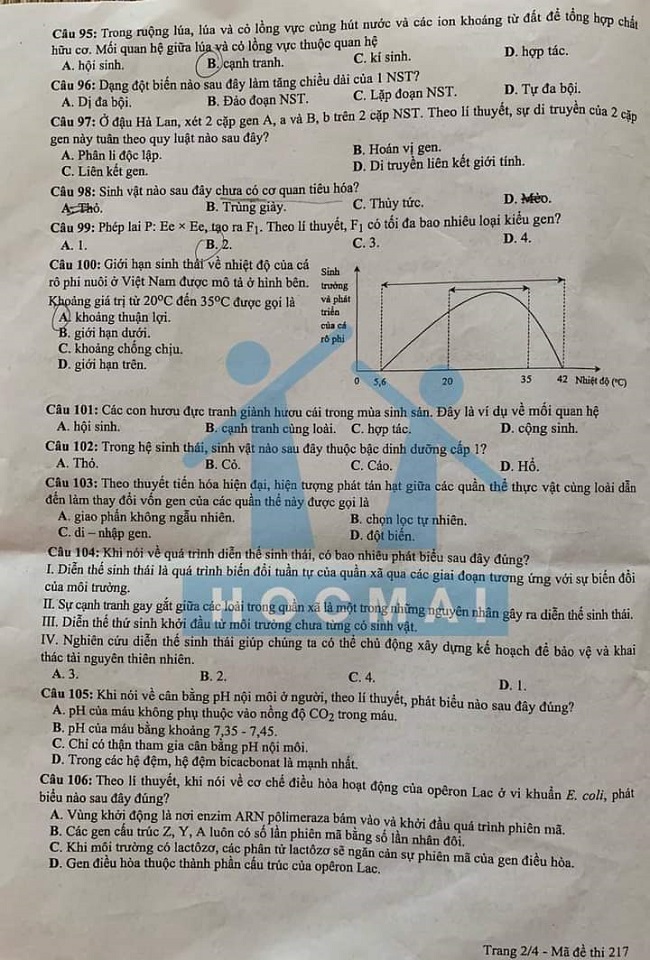 Câu 95: Trong ruộng lúa, lúa và cỏ lồng vực cùng hút nước và các ion khoáng từ đất để tổng hợp chất
hữu cơ. Mối quan hệ giữa lúa và cỏ lồng vực thuộc quan hệ
A. hội sinh. B. cạnh tranh. C. kí sinh. D. hợp tác.
Câu 96: Dạng đột biến nào sau đây làm tăng chiều dài của 1 NST?
A. Dị đa bội. B. Đảo đoạn NST. C. Lặp đoạn NST. D. Tự đa bội.
Câu 97: Ở đậu Hà Lan, xét 2 cặp gen A, a và B, b trên 2 cặp NST. Theo lí thuyết, sự di truyền của 2 cặp
gen này tuân theo quy luật nào sau đây?
A. Phân li độc lập. B. Hoán vị gen.
C. Liên kết gen. D. Di truyền liên kết giới tính.
Câu 98: Sinh vật nào sau đây chưa có cơ quan tiêu hóa?
A. Thỏ. B. Trùng giày. C. Thủy tức. D. Mèo.
Câu 99: Phép lai P: Ee × Ee, tạo ra F1. Theo lí thuyết, F1 có tối đa bao nhiêu loại kiểu gen?
A. 1. B. 2. C. 3. D. 4.
Câu 100: Giới hạn sinh thái về nhiệt độ của cá
rô phi nuôi ở Việt Nam được mô tả ở hình bên.
Khoảng giá trị từ 20°C đến 35°C được gọi là
A. khoảng thuận lợi.
B. giới hạn dưới.
C. khoảng chống chịu.
D. giới hạn trên.
Sinh
trưởng
và phát
triển
của cá
rô phi
0 5,6 20 35 42 Nhiệt độ (°C)
Câu 101: Các con hươu đực tranh giành hươu cái trong mùa sinh sản. Đây là ví dụ về mối quan hệ
A. hội sinh. B. cạnh tranh cùng loài. C. hợp tác. D. cộng sinh.
Câu 102: Trong hệ sinh thái, sinh vật nào sau đây thuộc bậc dinh dưỡng cấp 1?
A. Thỏ. B. Cỏ. C. Cáo. D. Hổ.
Câu 103: Theo thuyết tiến hóa hiện đại, hiện tượng phát tán hạt giữa các quần thể thực vật cùng loài dẫn
đến làm thay đổi vốn gen của các quần thể này được gọi là
A. giao phấn không ngẫu nhiên. B. chọn lọc tự nhiên.
C. di – nhập gen. D. đột biến.
Câu 104: Khi nói về quá trình diễn thế sinh thái, có bao nhiêu phát biểu sau đây đúng?
I. Diễn thế sinh thái là quá trình biến đổi tuần tự của quần xã qua các giai đoạn tương ứng với sự biến đổi
của môi trường.
II. Sự cạnh tranh gay gắt giữa các loài trong quần xã là một trong những nguyên nhân gây ra diễn thế sinh thái.
III. Diễn thế thứ sinh khởi đầu từ môi trường chưa từng có sinh vật.
HOCMAI
IV. Nghiên cứu diễn thế sinh thái giúp chúng ta có thể chủ động xây dựng kế hoạch để bảo vệ và khai
thác tài nguyên thiên nhiên.
A. 3. B. 2. C. 4. D. 1.
Câu 105: Khi nói về cân bằng pH nội môi ở người, theo lí thuyết, phát biểu nào sau đây đúng?
A. pH của máu không phụ thuộc vào nồng độ CO2 trong máu.
B. pH của máu bằng khoảng 7,35 - 7,45.
C. Chỉ có thận tham gia cân bằng pH nội môi.
D. Trong các hệ đệm, hệ đệm bicacbonat là mạnh nhất.
Câu 106: Theo lí thuyết, khi nói về cơ chế điều hòa hoạt động của opêron Lac ở vi khuẩn E. coli, phát
biểu nào sau đây đúng?
A. Vùng khởi động là nơi enzim ARN pôlimeraza bám vào và khởi đầu quá trình phiên mã.
B. Các gen cấu trúc Z, Y, A luôn có số lần phiên mã bằng số lần nhân đôi.
C. Khi môi trường có lactôzơ, các phân tử lactôzơ sẽ ngăn cản sự phiên mã của gen điều hòa.
D. Gen điều hòa thuộc thành phần cấu trúc của opêron Lac.
Trang 2/4 - Mã đề thi 217